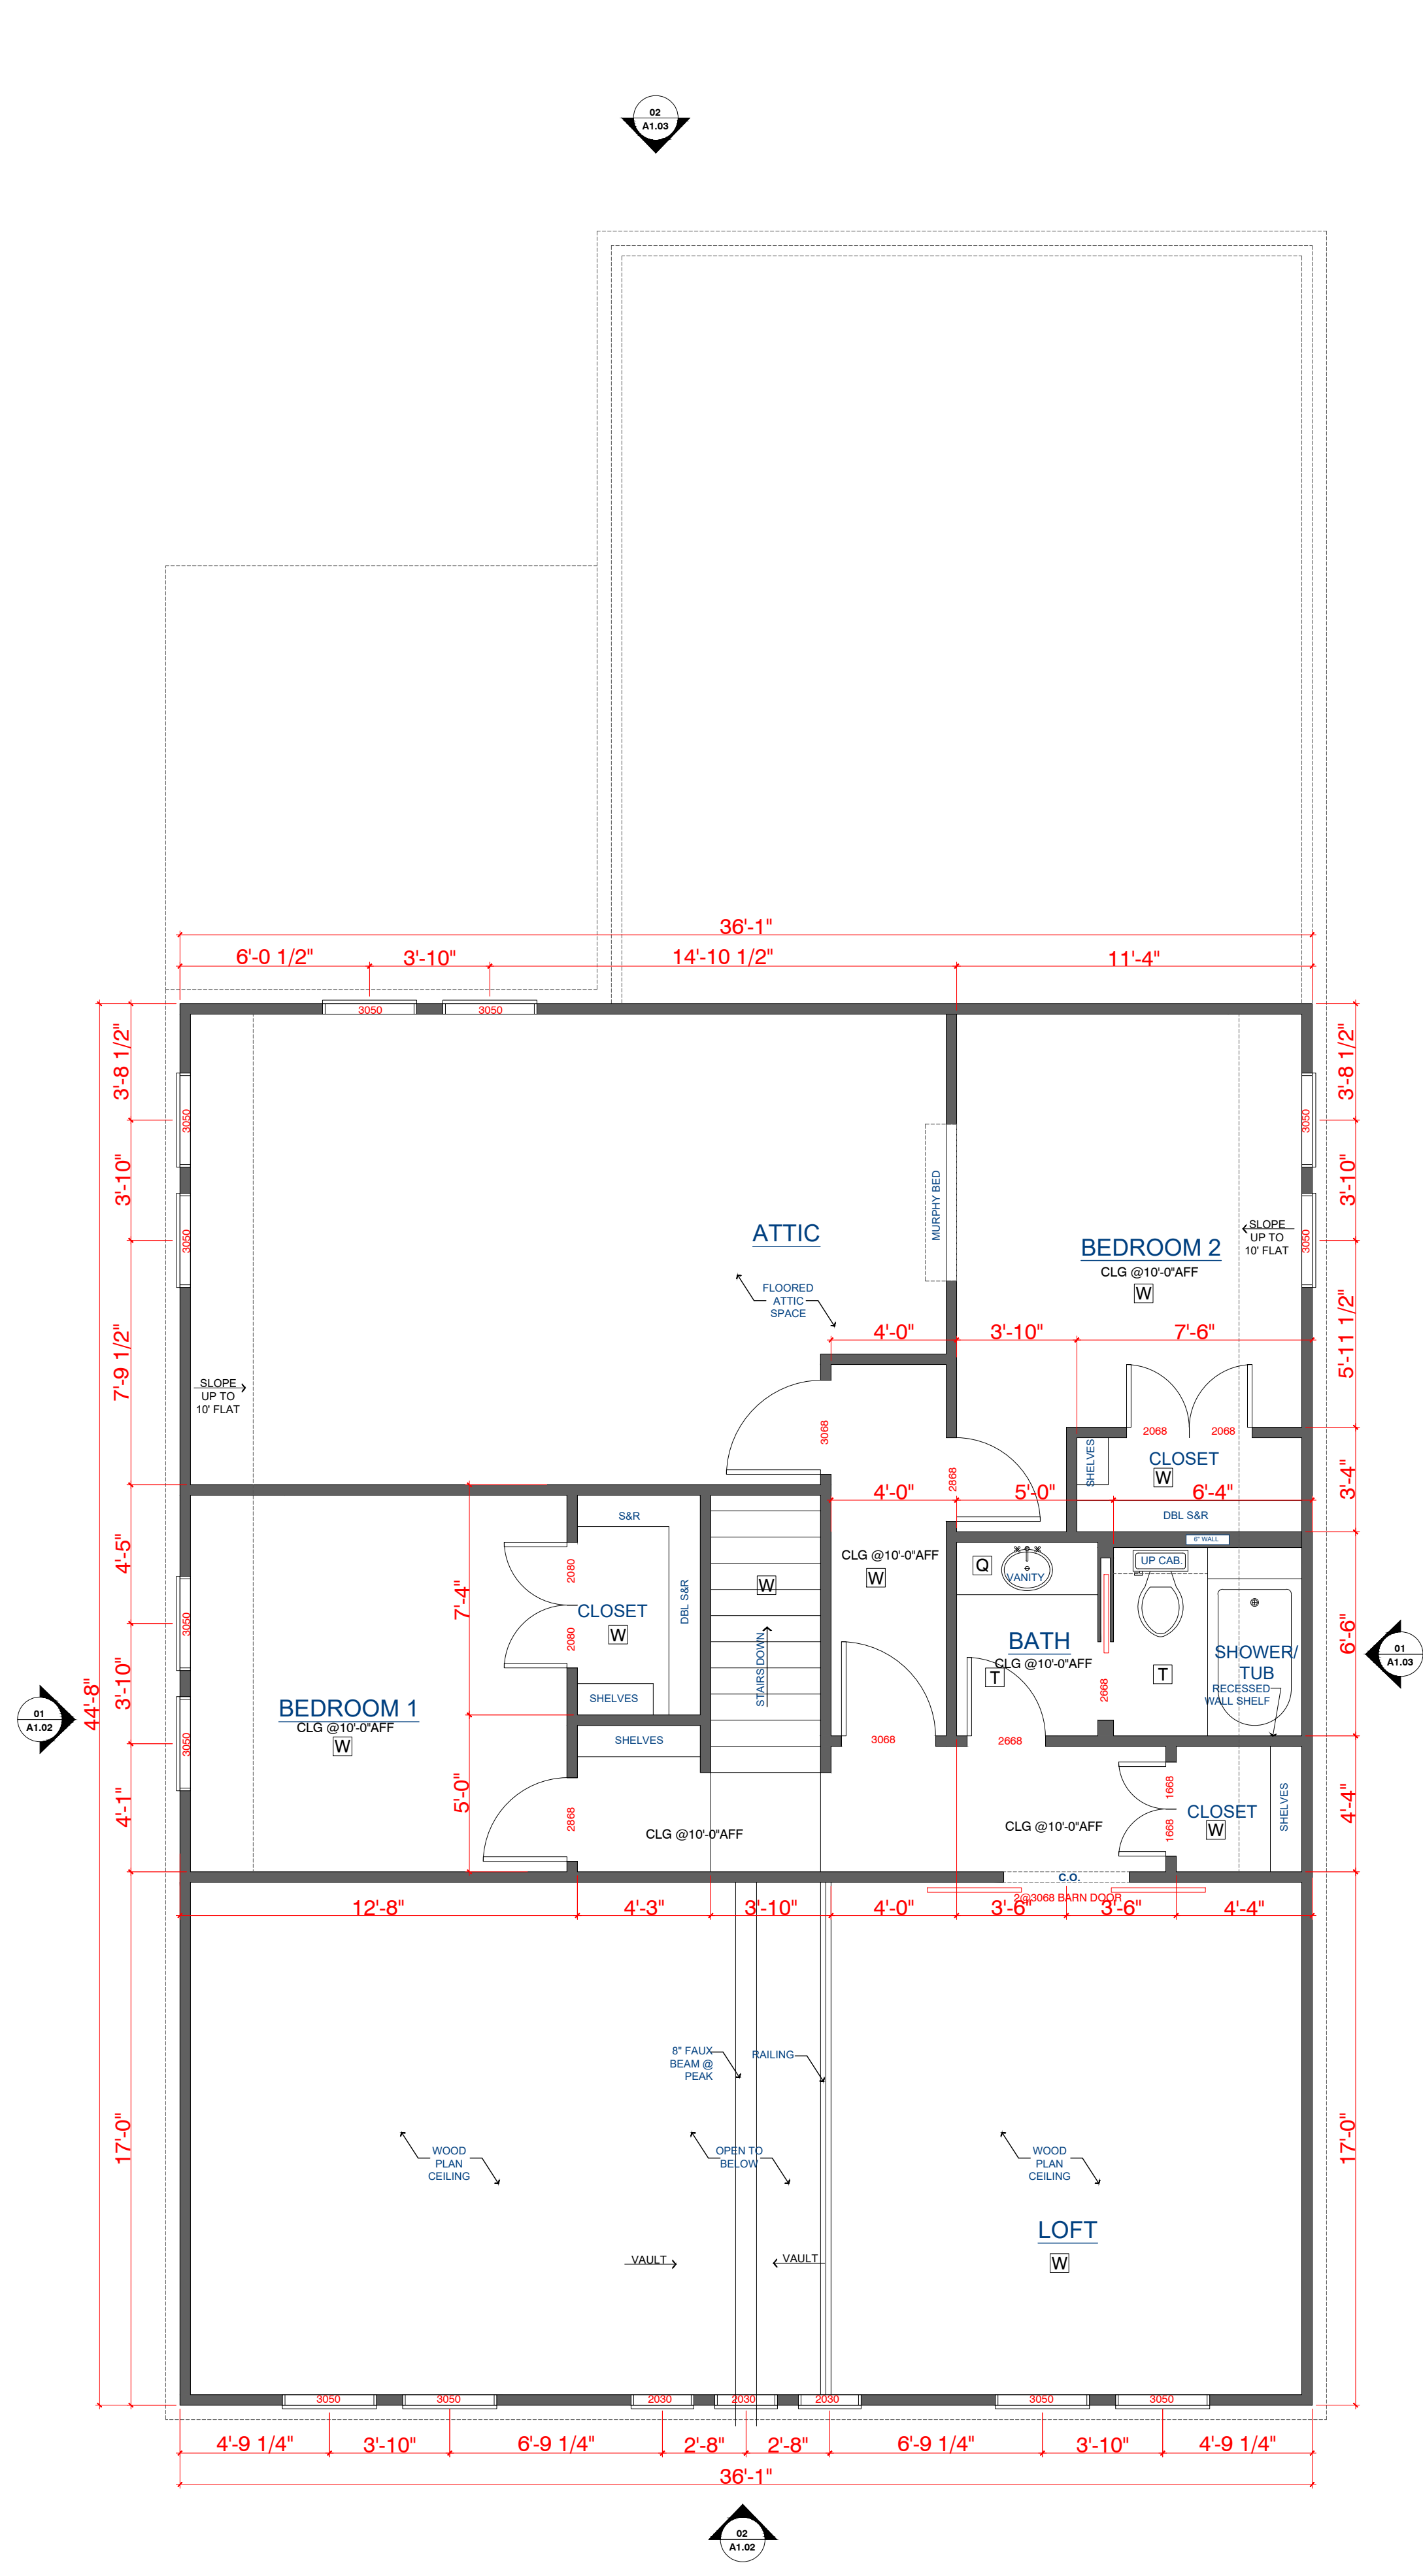 02
A1.03
36'-1"
6'-0 1/2"
3'-10"
14'-10 1/2"
11'-4"
3050
3050
3'-8 1/2"
3'-8 1/2"
3050
3050
3'-10"
MURPHY BED
3'-10"
ATTIC
BEDROOM 2
CLG @10'-0"AFF
W
SLOPE
UP TO
10' FLAT
3050
3050
FLOORED
ATTIC
SPACE
4'-0"
3'-10"
7'-6"
7'-9 1/2"
5'-11 1/2"
SLOPE
UP TO
10' FLAT
3068
2068
2068
SHELVES
CLOSET
W
2868
3'-4"
4'-0"
5'-0"
6'-4"
S&R
DBL S&R
6" WALL
4'-5"
CLG @10'-0"AFF
W
Q
VANITY
UP CAB.
2080
7'-4"
DBL S&R
W
CLOSET
W
3050
2080
BATH
CLG @10'-0"AFF
T
T
SHOWER/
TUB
RECESSED
WALL SHELF
6'-6"
01
A1.03
3'-10"
STAIRS DOWN
2668
44'-8"
01
A1.02
BEDROOM 1
CLG @10'-0"AFF
W
SHELVES
SHELVES
3050
3068
2668
4'-1"
5'-0"
2868
CLG @10'-0"AFF
CLG @10'-0"AFF
1668
1668
CLOSET
W
SHELVES
4'-4"
C.O.
2@3068 BARN DOOR
12'-8"
4'-3"
3'-10"
4'-0"
3'-6"
3'-6"
4'-4"
8" FAUX
BEAM @
PEAK
RAILING
17'-0"
17'-0"
WOOD
PLAN
CEILING
OPEN TO
BELOW
WOOD
PLAN
CEILING
LOFT
W
VAULT
VAULT
3050
3050
2030
2030
2030
3050
3050
4'-9 1/4"
3'-10"
6'-9 1/4"
2'-8"
2'-8"
6'-9 1/4"
3'-10"
4'-9 1/4"
36'-1"
02
A1.02